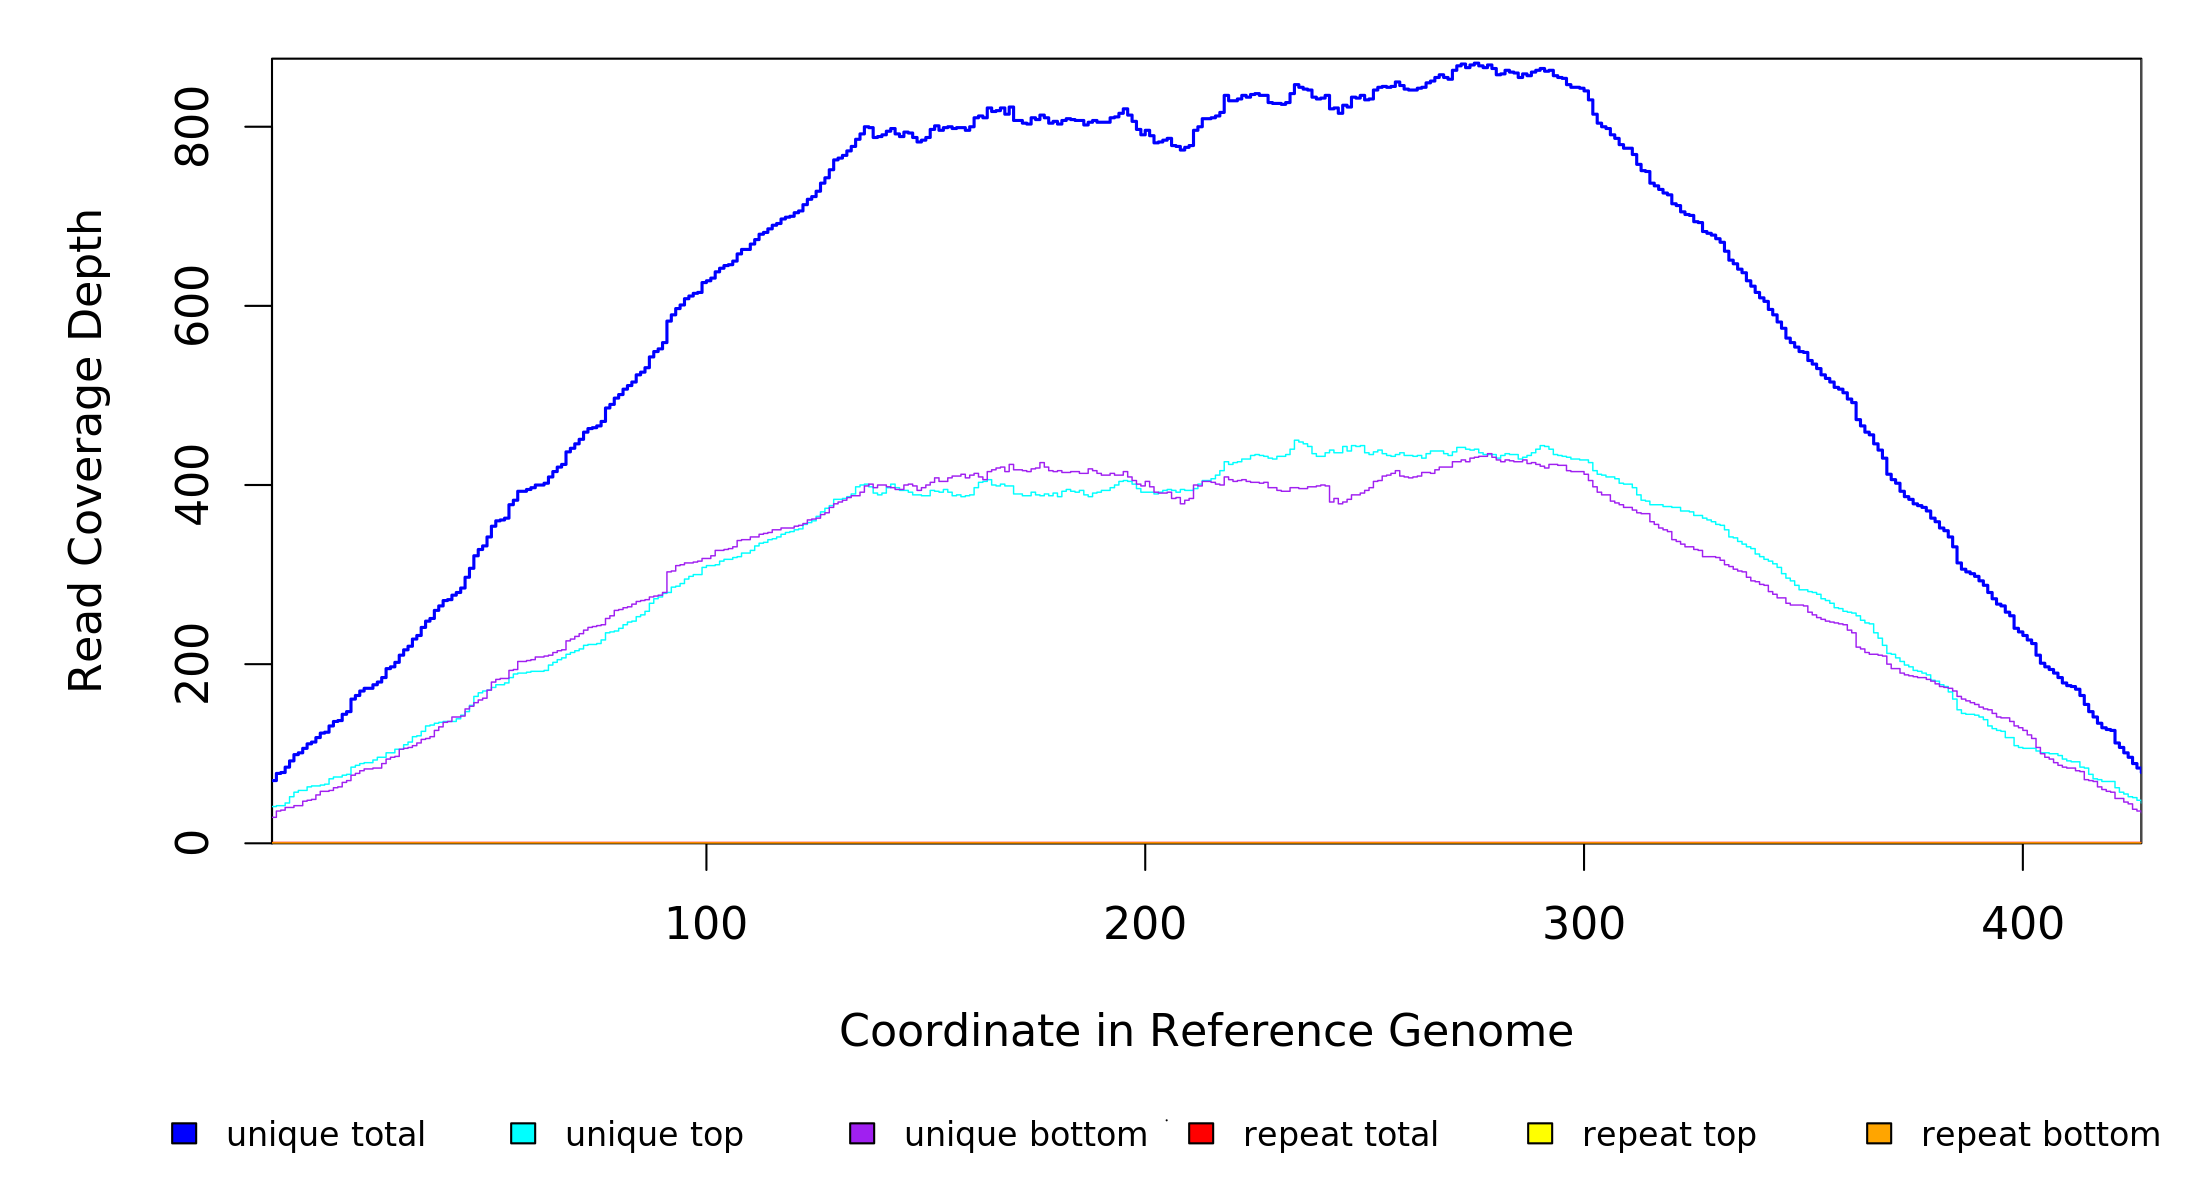 Read Coverage Depth
800
600
400
200
0
100 200 300 400
Coordinate in Reference Genome
unique total unique top unique bottom repeat total repeat top repeat bottom